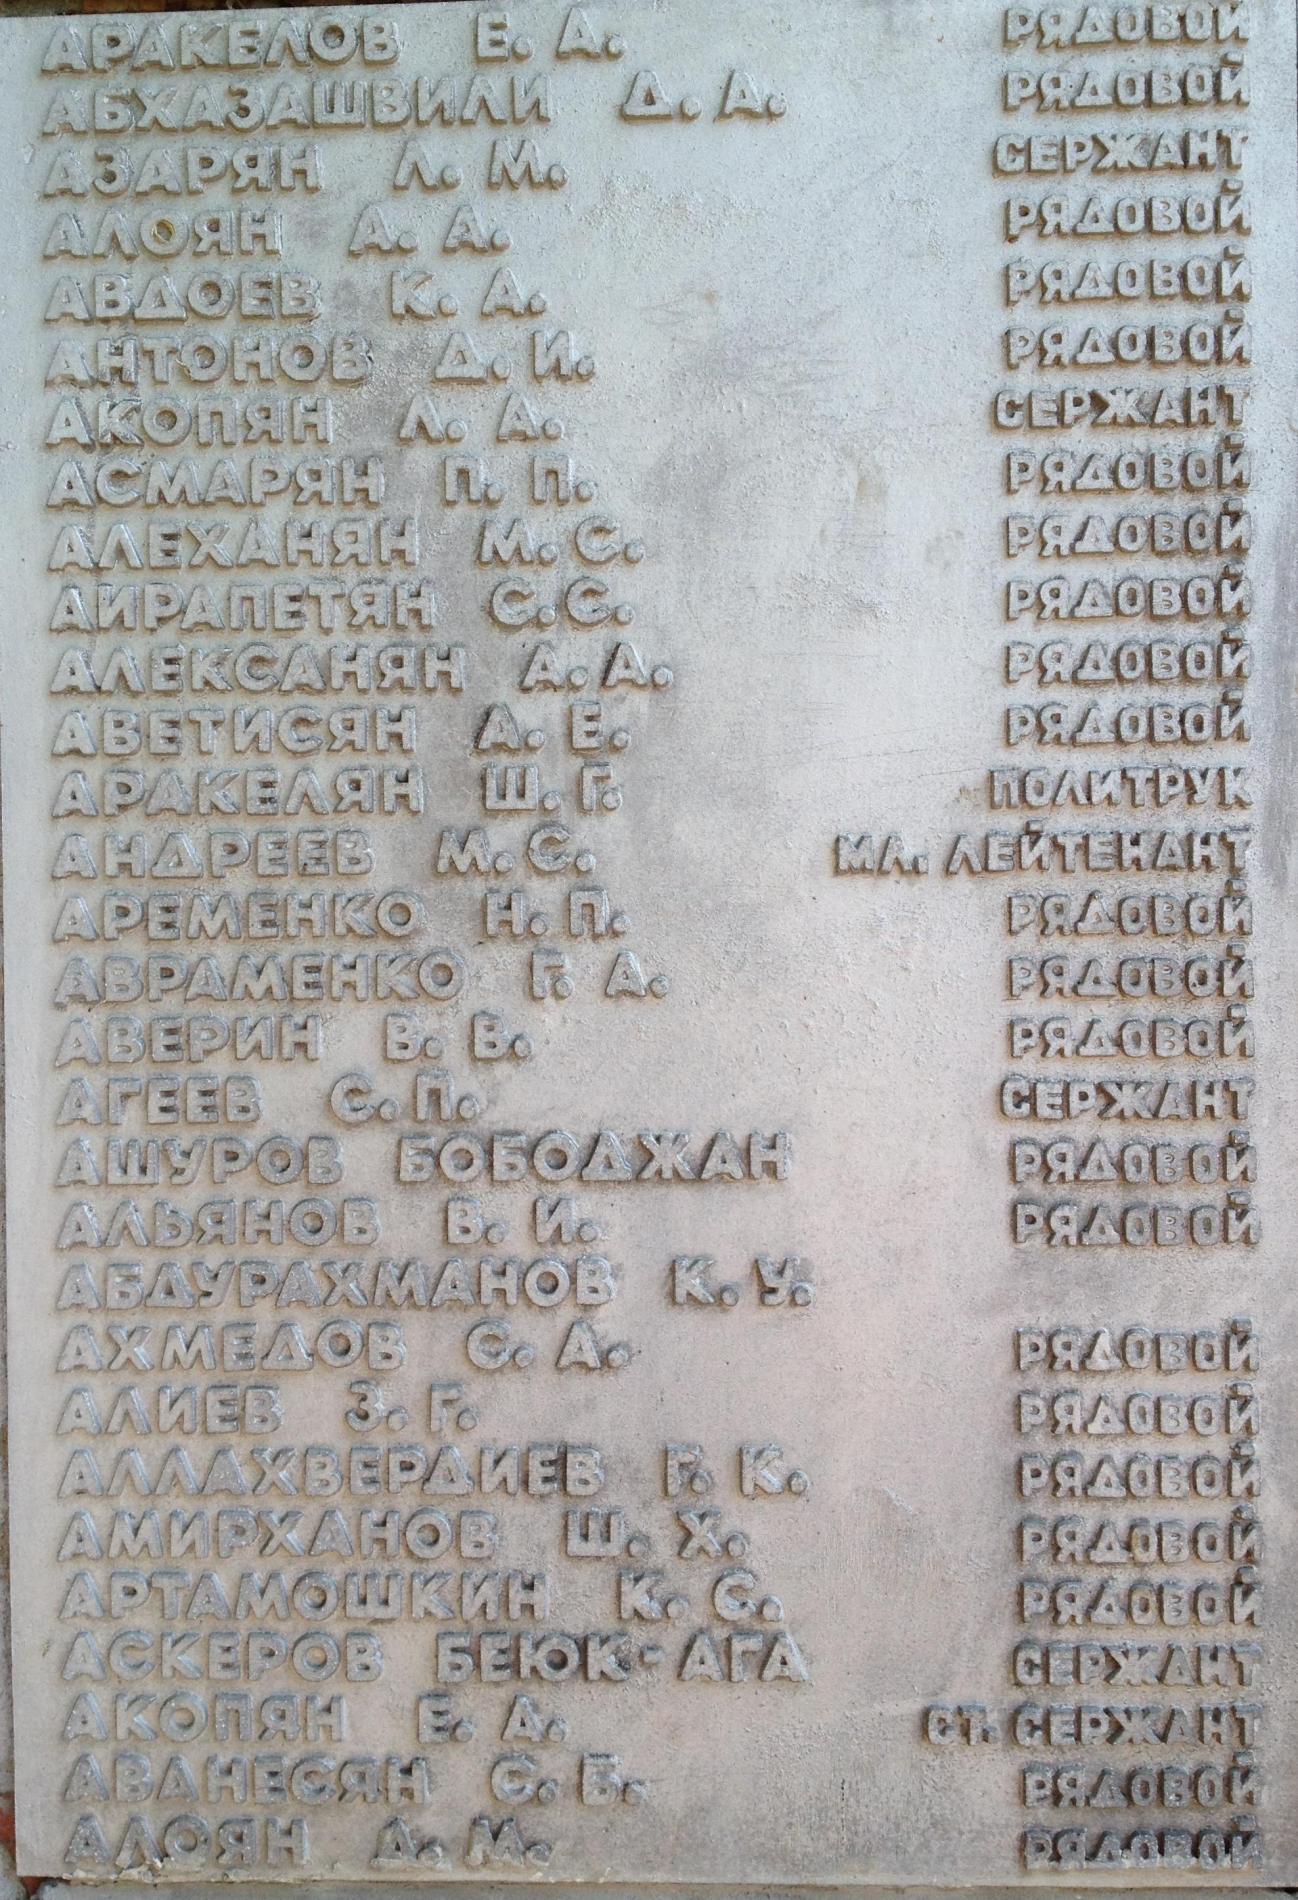 АРАКЕЛОВ Е. А. РЯДОВОЙ
АБХАЗАШВИЛИ Д. А. РЯДОВОЙ
АЗАРЯН Л. М. СЕРЖАНТ
АЛОЯН А. А. РЯДОВОЙ
АВДОЕВ К. А. РЯДОВОЙ
АНТОНОВ Д. И. РЯДОВОЙ
АКОПЯН Л. А. СЕРЖАНТ
АСМАРЯН П. П. РЯДОВОЙ
АЛЕХАНЯН М. С. РЯДОВОЙ
АИРАПЕТЯН С. С. РЯДОВОЙ
АЛЕКСАНЯН А. А. РЯДОВОЙ
АВЕТИСЯН А. Е. РЯДОВОЙ
АРАКЕЛЯН Ш. Г. ПОЛИТРУК
АНДРЕЕВ М. С. МЛ. ЛЕЙТЕНАНТ
АРЕМЕНКО Н. П. РЯДОВОЙ
АВРАМЕНКО Г. А. РЯДОВОЙ
АВЕРИН В. В. РЯДОВОЙ
АГЕЕВ С. П. СЕРЖАНТ
АШУРОВ БОБОДЖАН РЯДОВОЙ
АЛЬЯНОВ В. И. РЯДОВОЙ
АБДУРАХМАНОВ К. У.
АХМЕДОВ С. А. РЯДОВОЙ
АЛИЕВ З. Г. РЯДОВОЙ
АЛЛАХВЕРДИЕВ Г. К. РЯДОВОЙ
АМИРХАНОВ Ш. Х. РЯДОВОЙ
АРТАМОШКИН К. С. РЯДОВОЙ
АСКЕРОВ БЕЮК-АГА СЕРЖАНТ
АКОПЯН Е. А. СТ. СЕРЖАНТ
АВАНЕСЯН С. Б. РЯДОВОЙ
АЛОЯН Д. М. РЯДОВОЙ